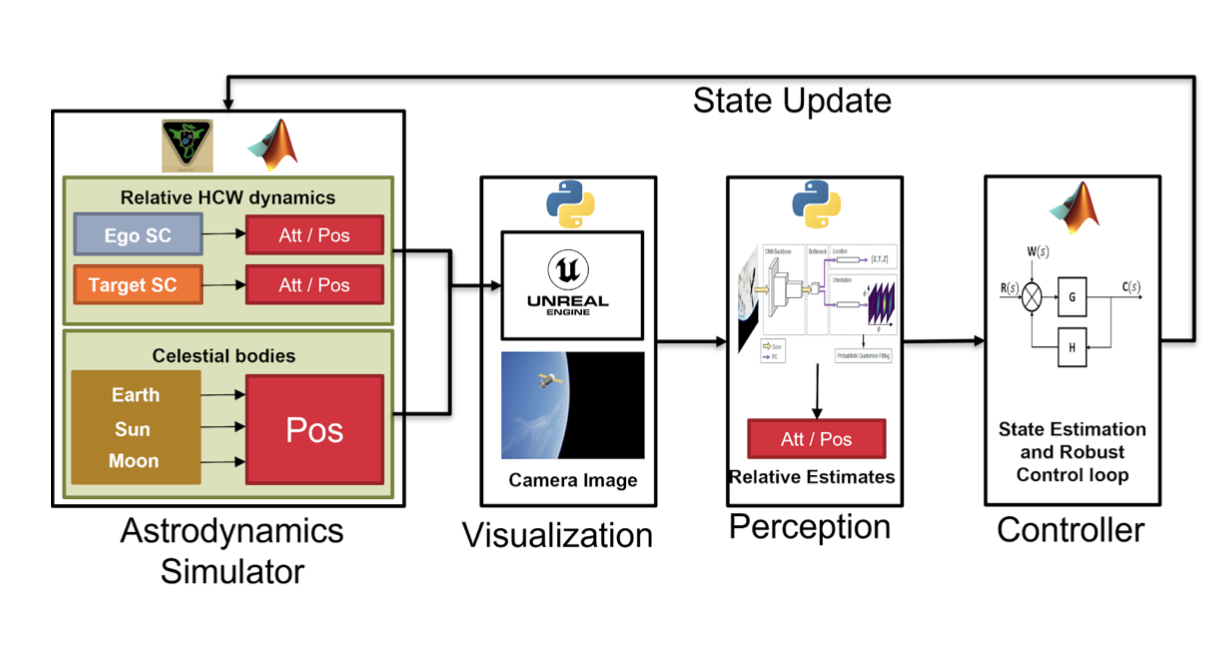 State Update
Relative HCW dynamics
Ego SC
Att / Pos
Target SC
Att / Pos
Celestial bodies
Earth
Sun
Moon
Pos
Astrodynamics
Simulator
UNREAL
ENGINE
Camera Image
Visualization
CNN Backbone
Bottleneck
Location
[X,Y,Z]
Orientation
Conv
FC
Probabilistic Quaternion Fitting
Att / Pos
Relative Estimates
Perception
W(s)
R(s)
G
C(s)
H
State Estimation
and Robust
Control loop
Controller